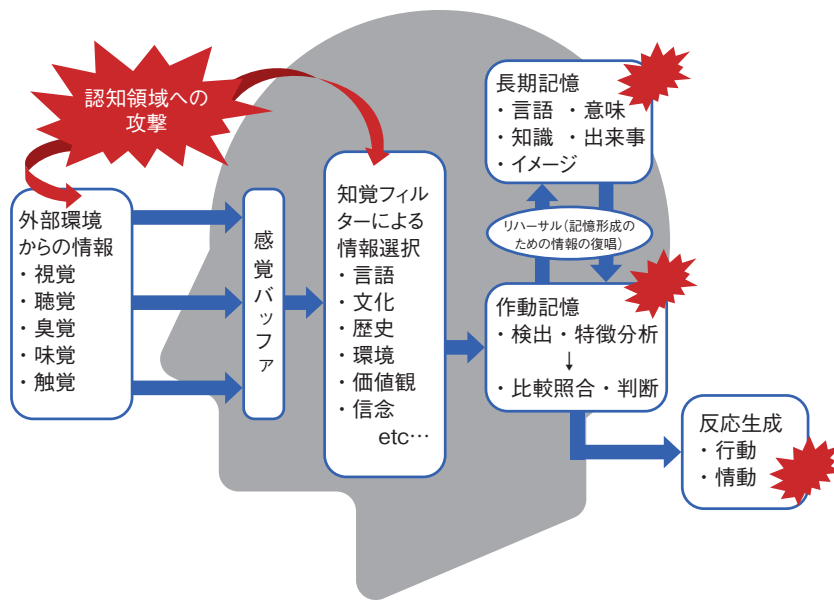 認知領域への
攻撃
外部環境
からの情報
・視覚
・聴覚
・臭覚
・味覚
・触覚
感覚バッファ
知覚フィル
ターによる
情報選択
・言語
・文化
・歴史
・環境
・価値観
・信念
etc…
長期記憶
・言語 ・意味
・知識 ・出来事
・イメージ
リハーサル（記憶形成の
ための情報の復唱）
作動記憶
・検出・特徴分析
↓
・比較照合・判断
反応生成
・行動
・情動